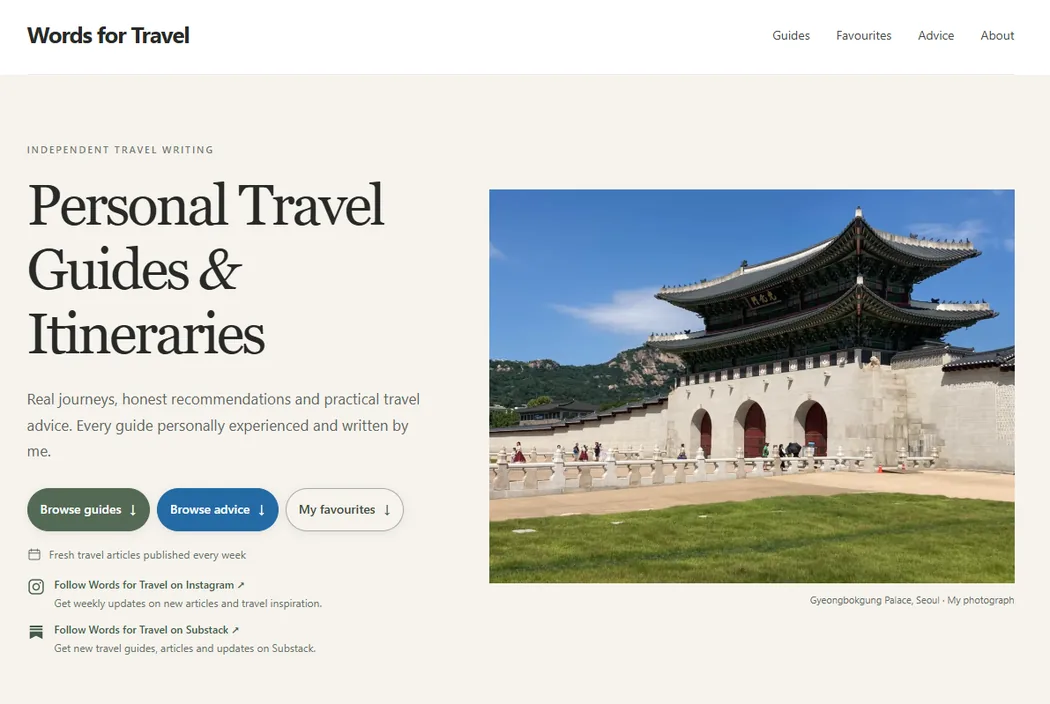 Words for Travel
Guides
Favourites
Advice
About
INDEPENDENT TRAVEL WRITING
Personal Travel
Guides &
Itineraries
Real journeys, honest recommendations and practical travel
advice. Every guide personally experienced and written by
me.
Browse guides ↓
Browse advice ↓
My favourites ↓
Fresh travel articles published every week
Follow Words for Travel on Instagram ↗
Get weekly updates on new articles and travel inspiration.
Follow Words for Travel on Substack ↗
Get new travel guides, articles and updates on Substack.
門化光
Gyeongbokgung Palace, Seoul · My photograph